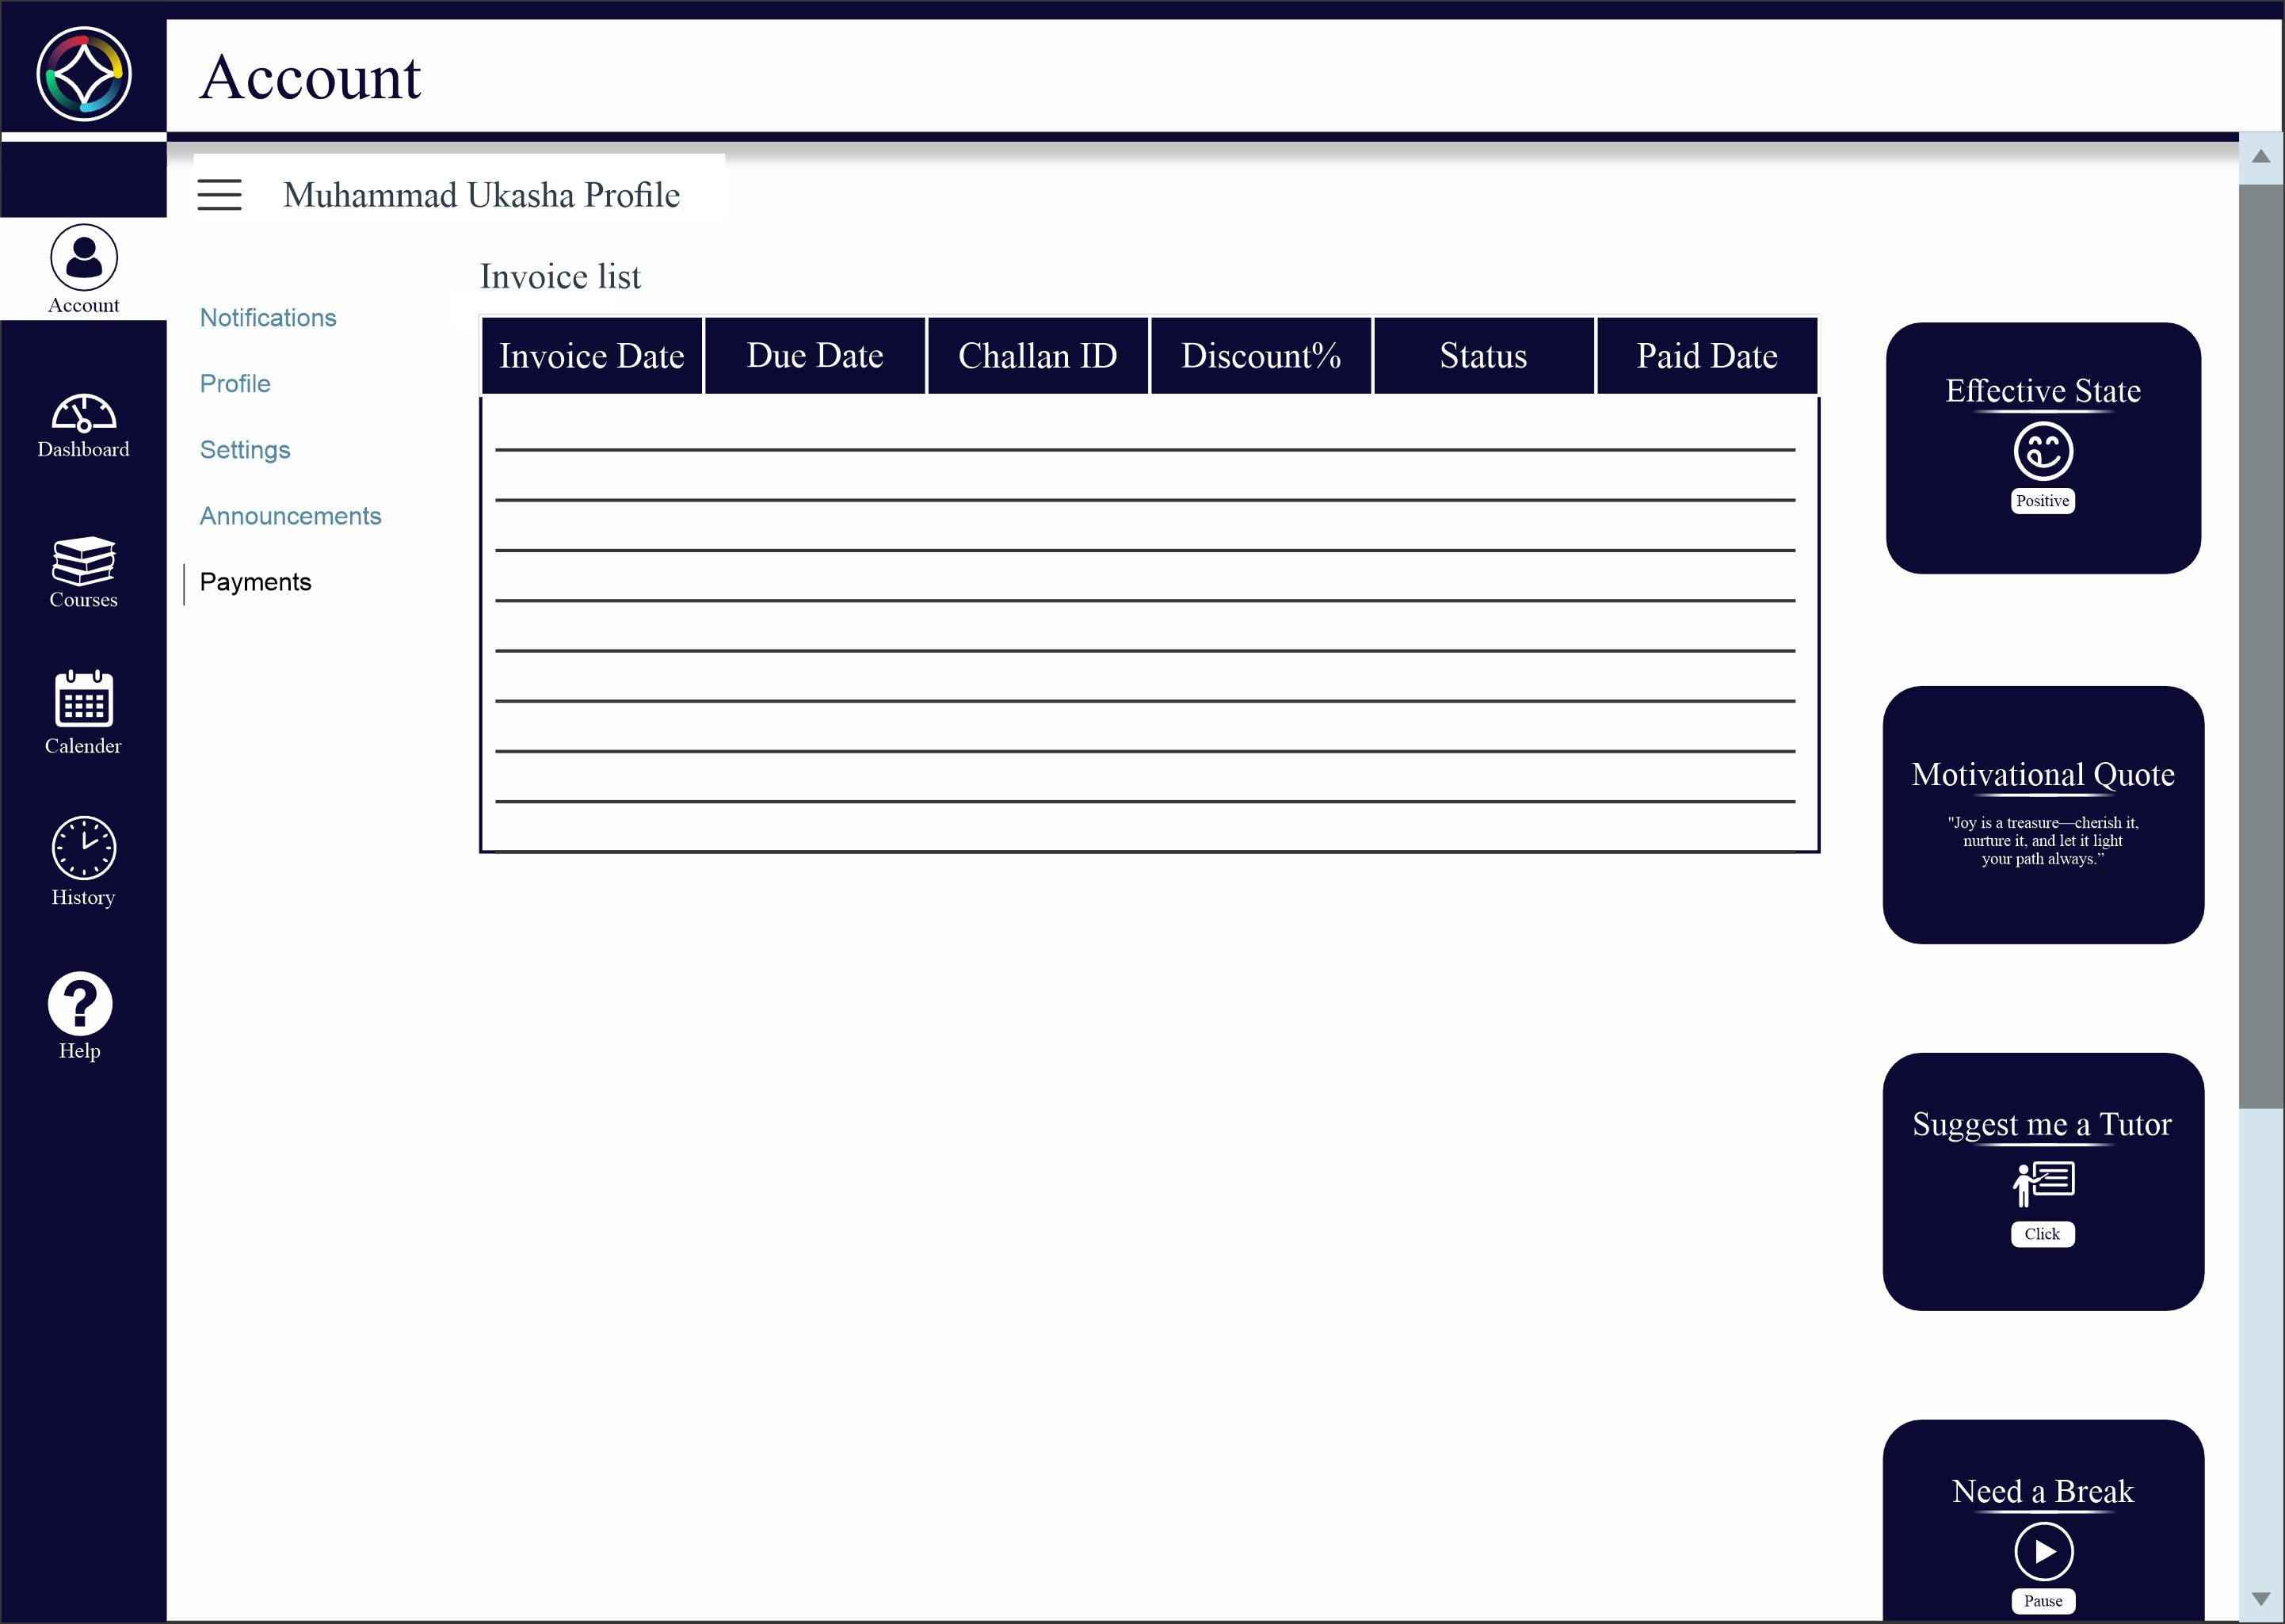 Account
Muhammad Ukasha Profile
Account
Dashboard
Courses
Calender
History
Help
Notifications
Profile
Settings
Announcements
Payments
Invoice list
Invoice Date Due Date Challan ID Discount% Status Paid Date
Effective State
Positive
Motivational Quote
"Joy is a treasure—cherish it,
nurture it, and let it light
your path always.”
Suggest me a Tutor
Click
Need a Break
Pause